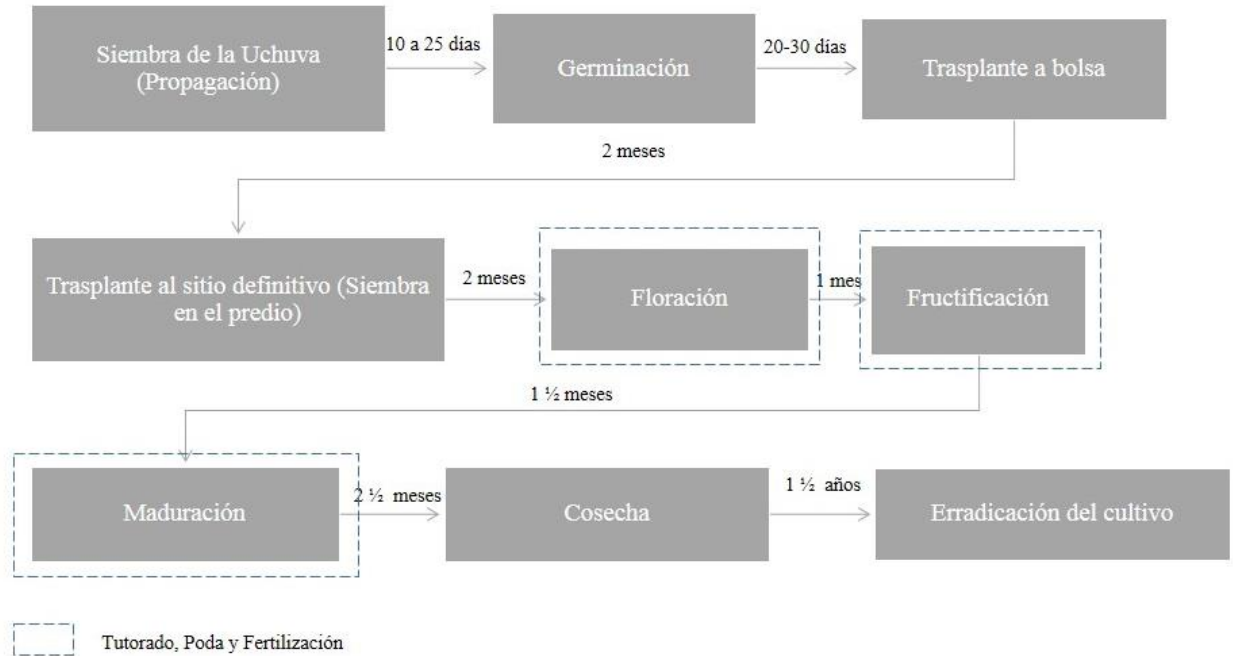 Siembra de la Uchuva
(Propagación)
10 a 25 días
Germinación
20-30 días
Trasplante a bolsa
2 meses
Trasplante al sitio definitivo (Siembra
en el predio)
2 meses
Floración
1 mes
Fructificación
1 ½ meses
Maduración
2 ½ meses
Cosecha
1 ½ años
Erradicación del cultivo
Tutorado, Poda y Fertilización